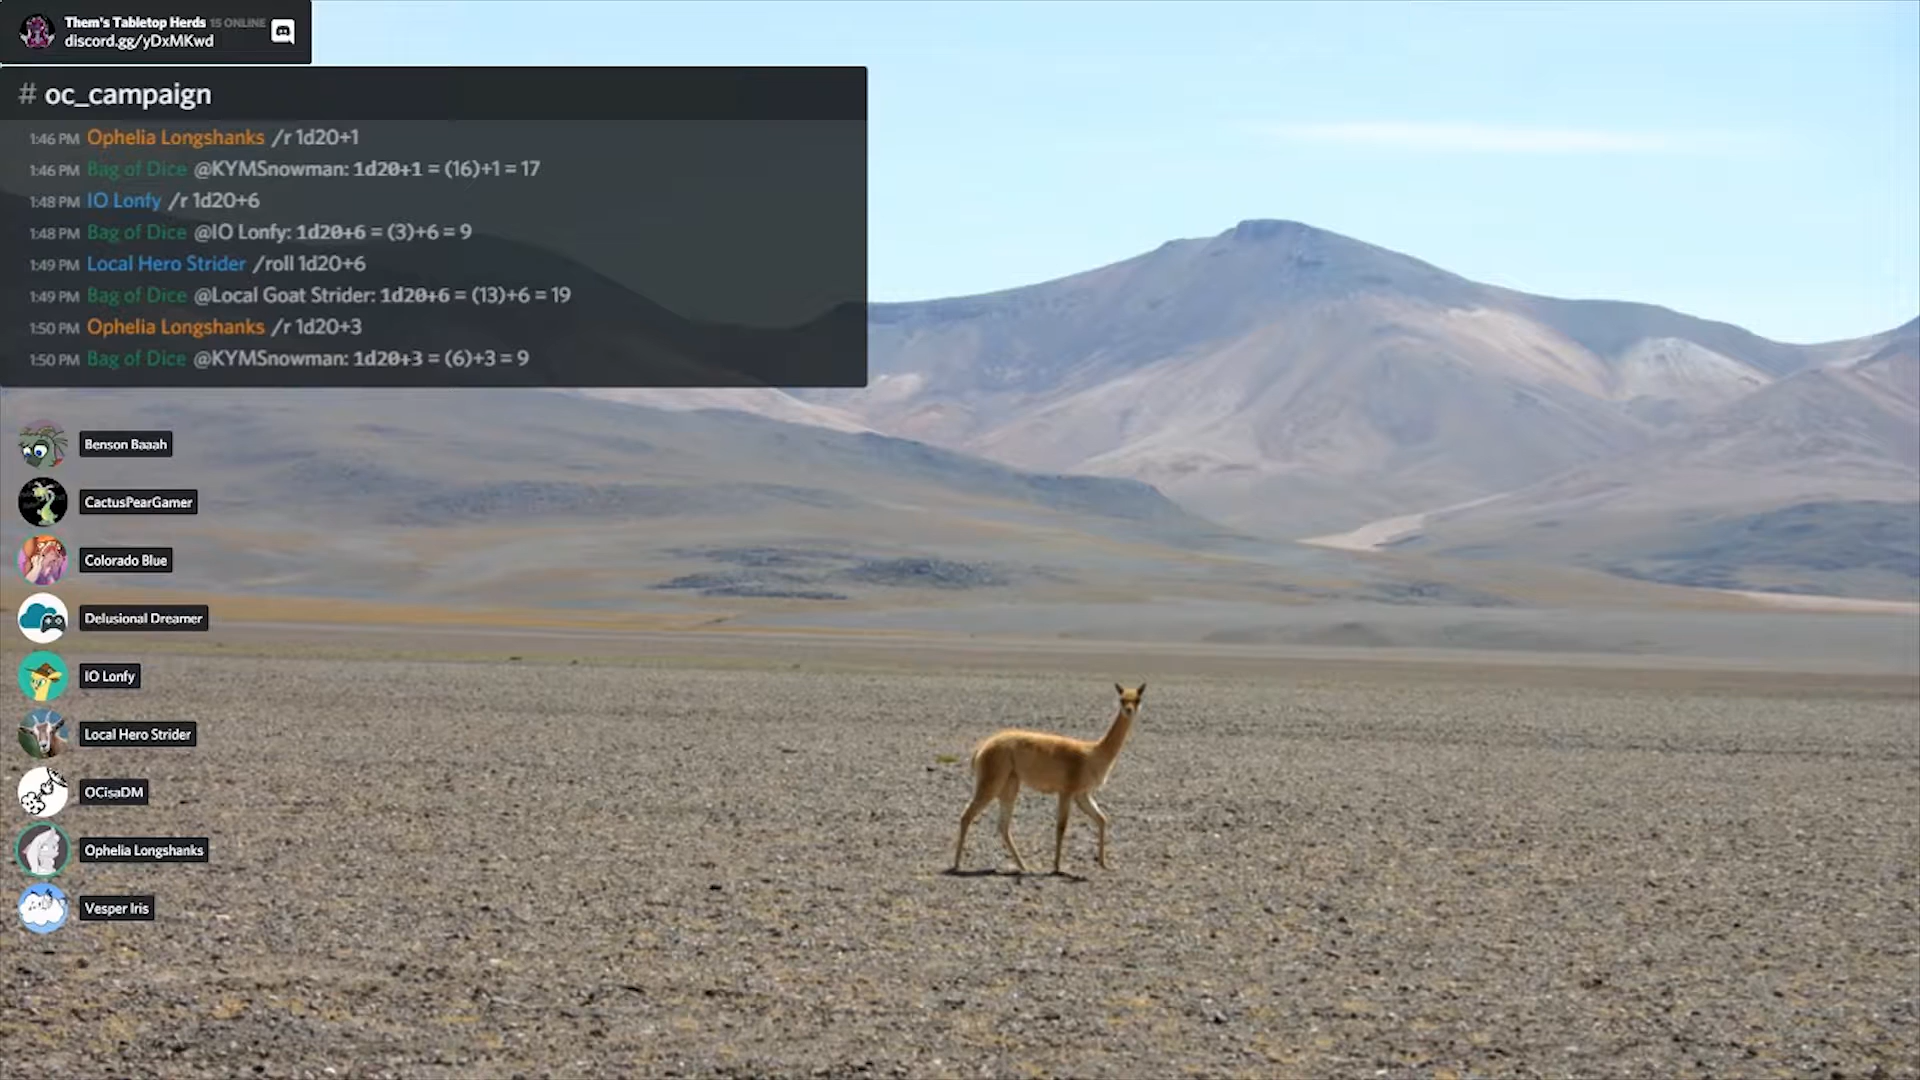 Them's Tabletop Herds 15 ONLINE
discord.gg/yDxMKwd
# oc_campaign
1:46 PM Ophelia Longshanks /r 1d20+1
1:46 PM Bag of Dice @KYMSnowman: 1d20+1 = (16)+1 = 17
1:48 PM IO Lonfy /r 1d20+6
1:48 PM Bag of Dice @IO Lonfy: 1d20+6 = (3)+6 = 9
1:49 PM Local Hero Strider /roll 1d20+6
1:49 PM Bag of Dice @Local Goat Strider: 1d20+6 = (13)+6 = 19
1:50 PM Ophelia Longshanks /r 1d20+3
1:50 PM Bag of Dice @KYMSnowman: 1d20+3 = (6)+3 = 9
Benson Baaah
CactusPearGamer
Colorado Blue
Delusional Dreamer
IO Lonfy
Local Hero Strider
OCisaDM
Ophelia Longshanks
Vesper Iris